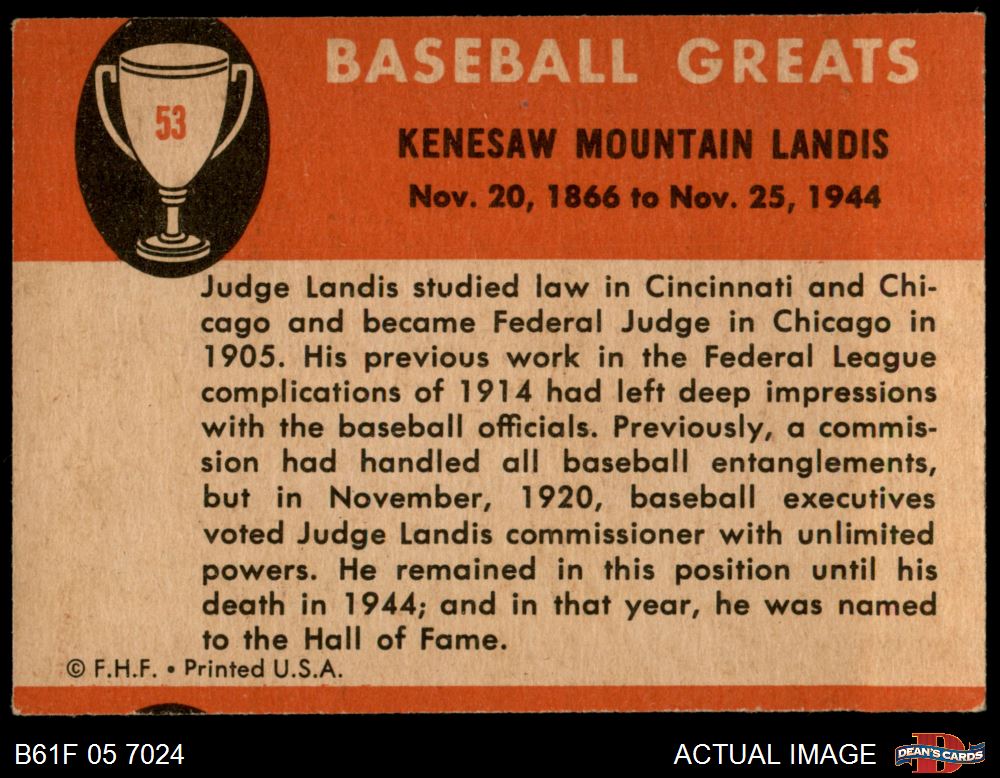 53
BASEBALL GREATS
KENESAW MOUNTAIN LANDIS
Nov. 20, 1866 to Nov. 25, 1944
Judge Landis studied law in Cincinnati and Chi-
cago and became Federal Judge in Chicago in
1905. His previous work in the Federal League
complications of 1914 had left deep impressions
with the baseball officials. Previously, a commis-
sion had handled all baseball entanglements,
but in November, 1920, baseball executives
voted Judge Landis commissioner with unlimited
powers. He remained in this position until his
death in 1944; and in that year, he was named
to the Hall of Fame.
© F.H.F. • Printed U.S.A.
B61F 05 7024
ACTUAL IMAGE
D
DEAN'S CARDS